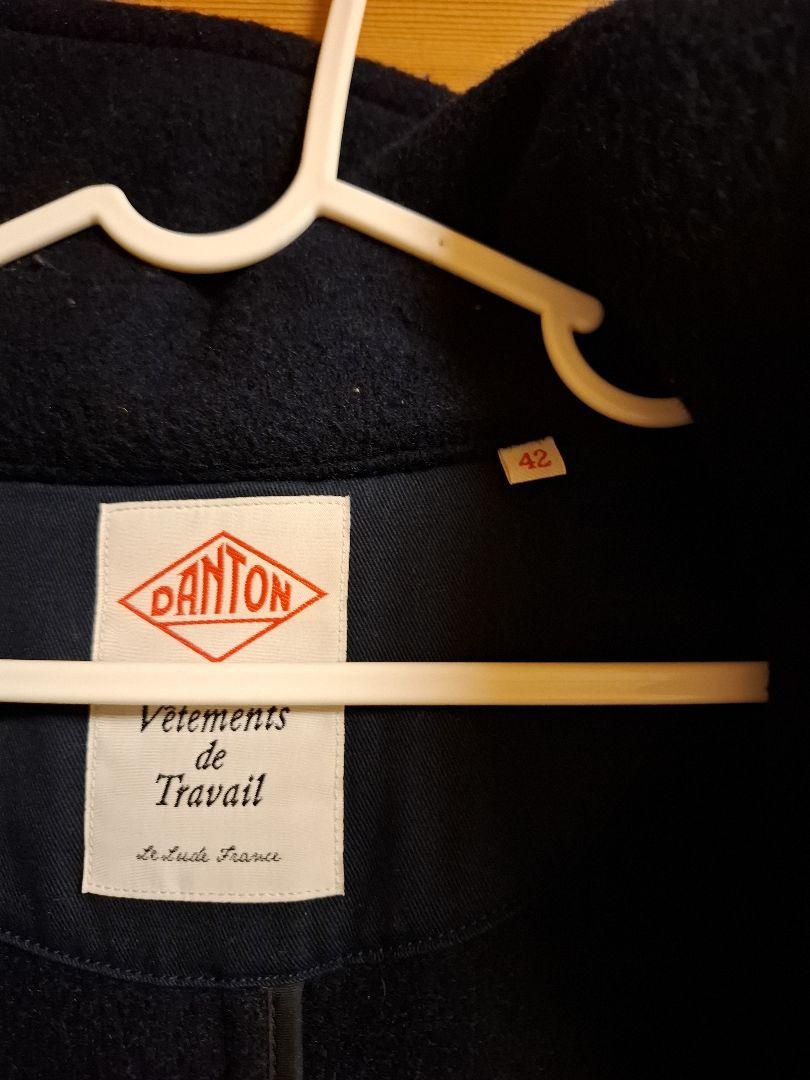 42
DANTON
Vêtements
de
Travail
Le Lude France